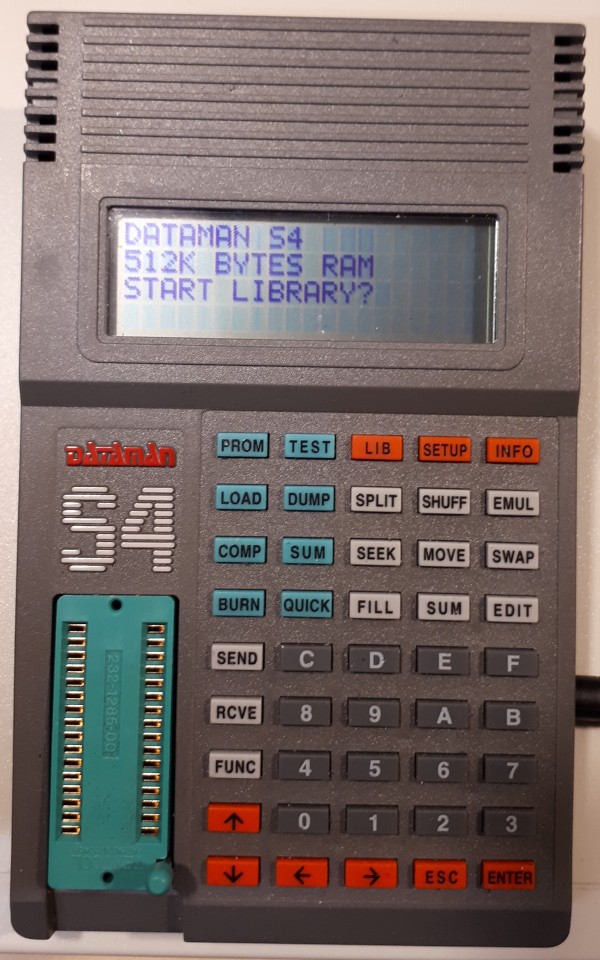 DATAMAN S4
512K BYTES RAM
START LIBRARY?
DATAMAN
S4
PROM TEST LIB SETUP INFO
LOAD DUMP SPLIT SHUFF EMUL
COMP SUM SEEK MOVE SWAP
BURN QUICK FILL SUM EDIT
SEND C D E F
RCVE 8 9 A B
FUNC 4 5 6 7
↑ 0 1 2 3
↓ ← → ESC ENTER